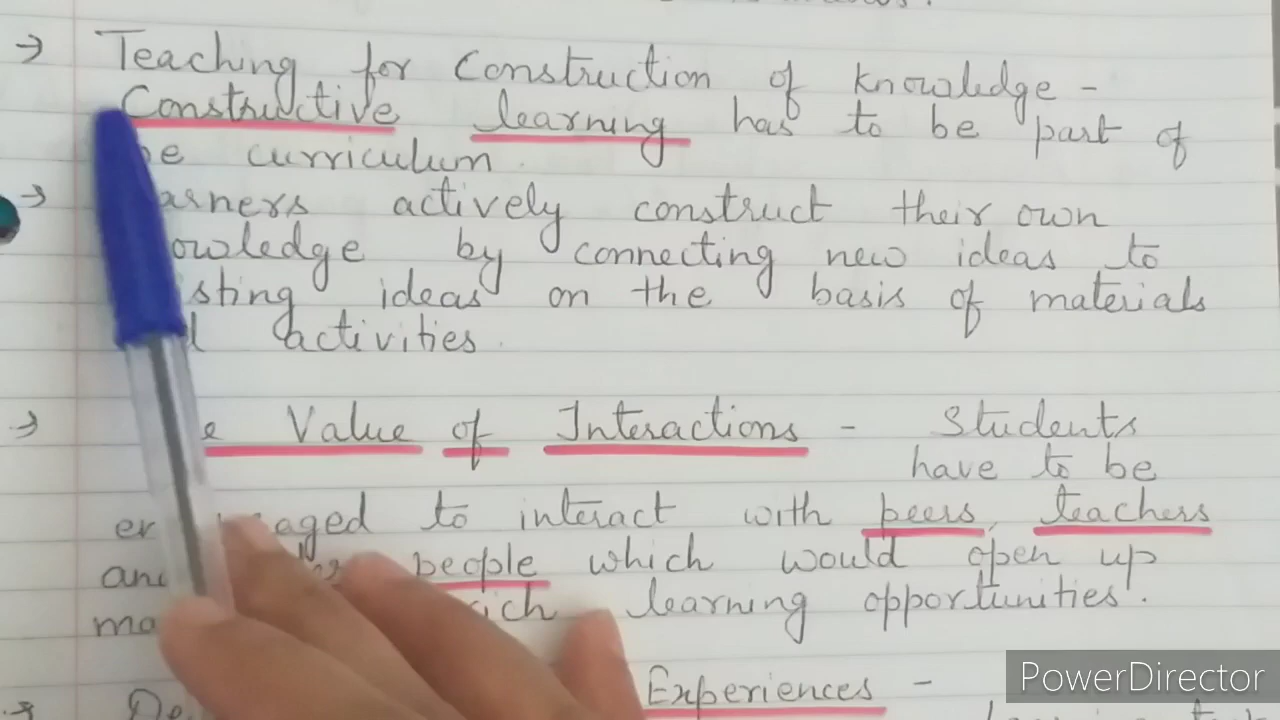 → Teaching for Construction of knowledge -
Constructive learning has to be part of
curriculum.
→ actively construct their own
by connecting new ideas to
ideas on the basis of materials
activities.
→ Value of Interactions - Students
have to be
to interact with peers, teachers
people which would open up
learning opportunities.
Experiences -
PowerDirector